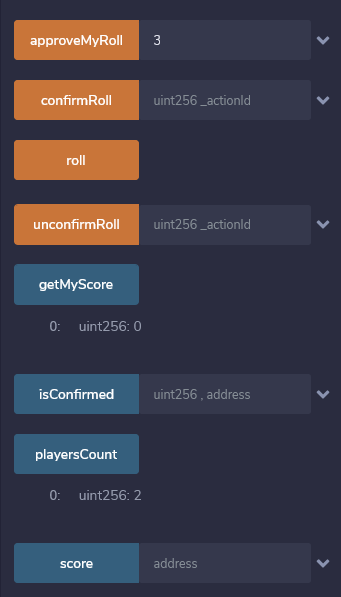 approveMyRoll 3
confirmRoll uint256 _actionId
roll
unconfirmRoll uint256 _actionId
getMyScore
0: uint256: 0
isConfirmed uint256 , address
playersCount
0: uint256: 2
score address